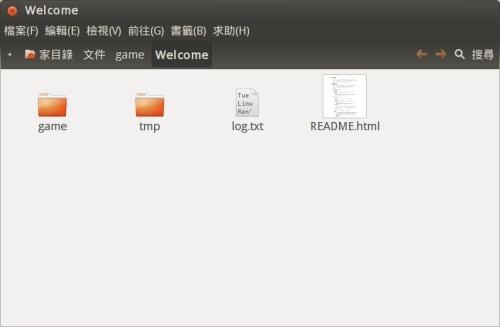 Welcome
檔案(F) 編輯(E) 檢視(V) 前往(G) 書籤(B) 求助(H)
家目錄 文件 game Welcome 搜尋
Tue
Linu
Ren'
game tmp log.txt README.html